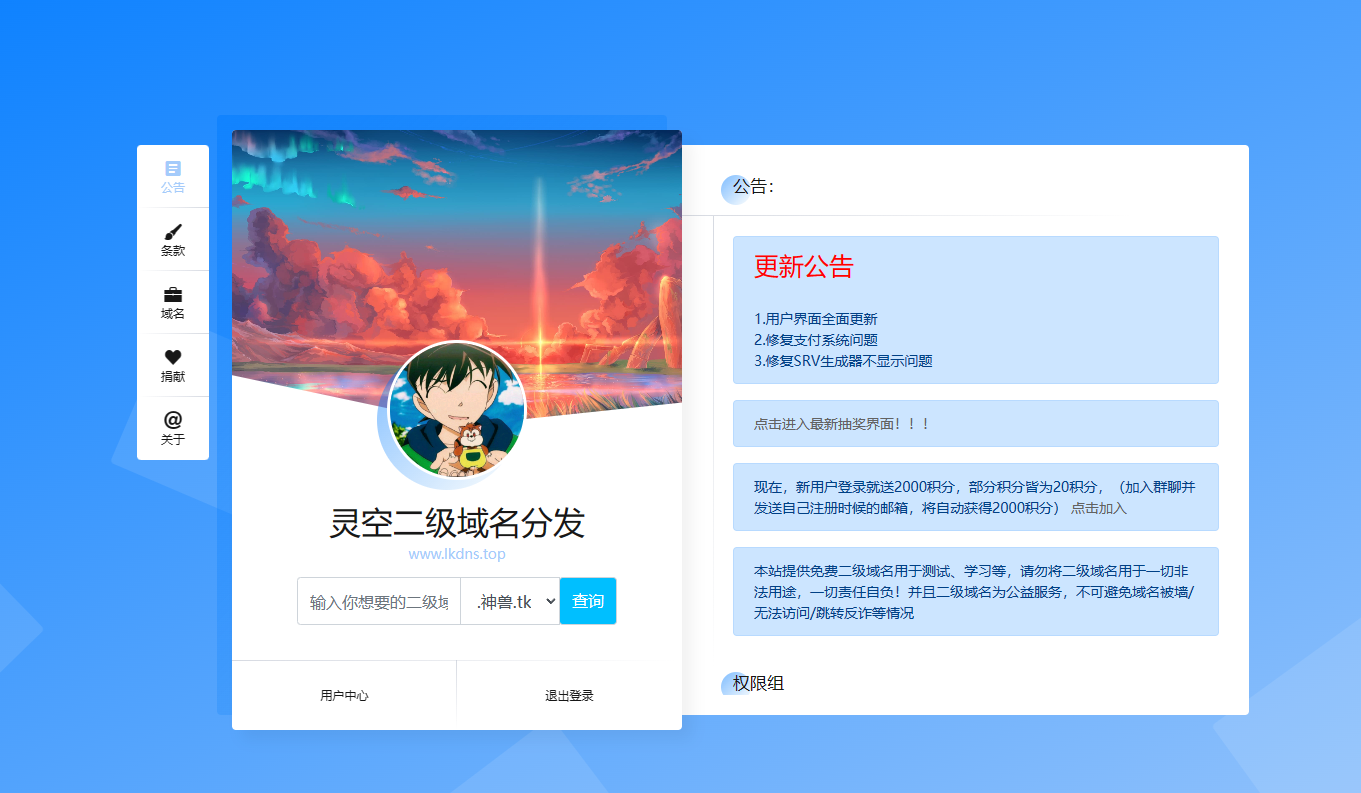 公告
条款
域名
捐献
关于
灵空二级域名分发
www.lkdns.top
输入你想要的二级域
.神兽.tk
查询
用户中心
退出登录
公告：
更新公告
1.用户界面全面更新
2.修复支付系统问题
3.修复SRV生成器不显示问题
点击进入最新抽奖界面！！！
现在，新用户登录就送2000积分，部分积分皆为20积分，（加入群聊并
发送自己注册时候的邮箱，将自动获得2000积分） 点击加入
本站提供免费二级域名用于测试、学习等，请勿将二级域名用于一切非
法用途，一切责任自负！并且二级域名为公益服务，不可避免域名被墙/
无法访问/跳转反诈等情况
权限组